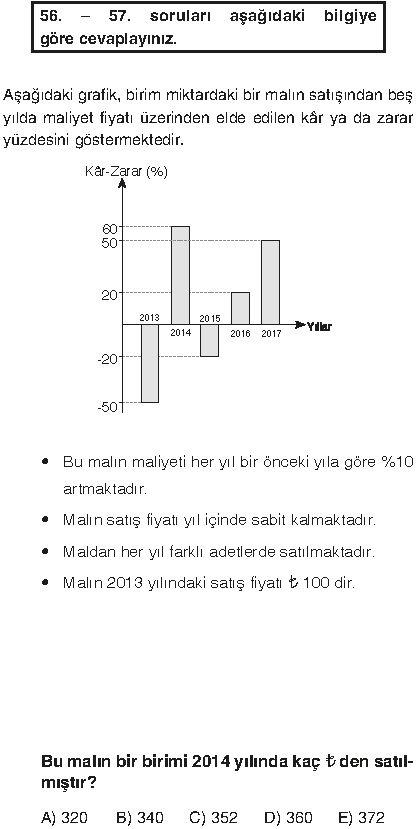 56. – 57. soruları aşağıdaki bilgiye
göre cevaplayınız.
Aşağıdaki grafik, birim miktardaki bir malın satışından beş
yılda maliyet fiyatı üzerinden elde edilen kâr ya da zarar
yüzdesini göstermektedir.
Kâr-Zarar (%)
60
50
20
-20
-50
2013
2014
2015
2016
2017
Yıllar
• Bu malın maliyeti her yıl bir önceki yıla göre %10
artmaktadır.
• Malın satış fiyatı yıl içinde sabit kalmaktadır.
• Maldan her yıl farklı adetlerde satılmaktadır.
• Malın 2013 yılındaki satış fiyatı ₺ 100 dir.
Bu malın bir birimi 2014 yılında kaç ₺ den satıl-
mıştır?
A) 320 B) 340 C) 352 D) 360 E) 372